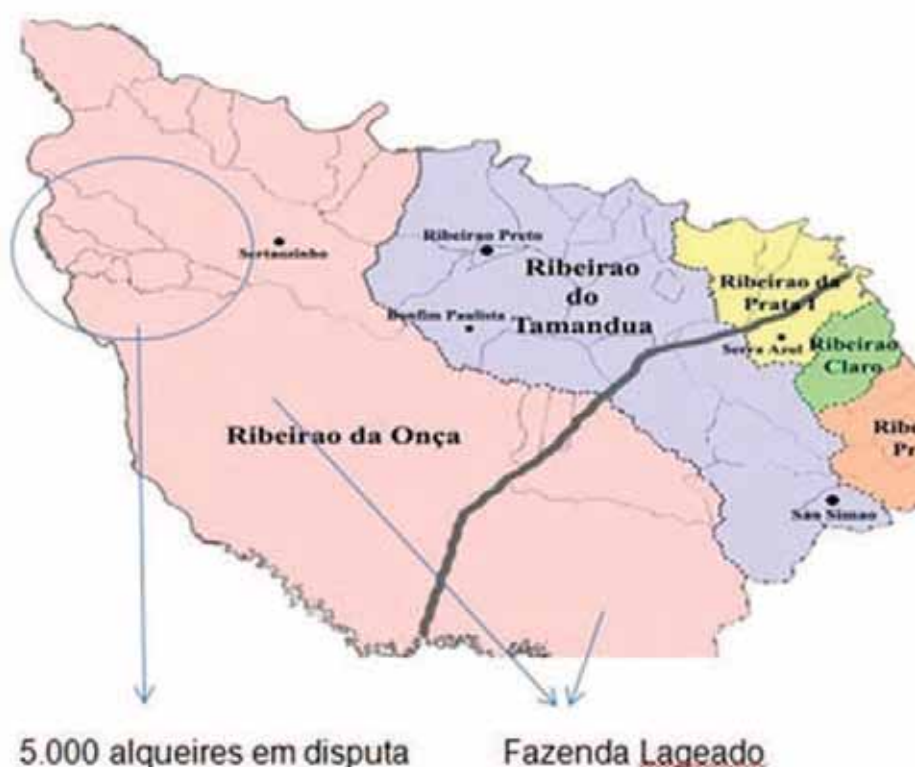 Sertaozinho
Ribeirao Preto
Ribeirao
do
Tamandua
Bonfim Paulista
Ribeirao da
Prata I
Serra Azul
Ribeirao
Claro
Ribeirao da Onça
Sao Simao
5.000 alqueires em disputa
Fazenda Lageado